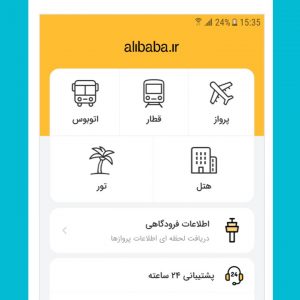 24% 15:35
alibaba.ir
پرواز
قطار
اتوبوس
هتل
تور
اطلاعات فرودگاهی
دریافت لحظه ای اطلاعات پروازها
24
پشتیبانی ۲۴ ساعته